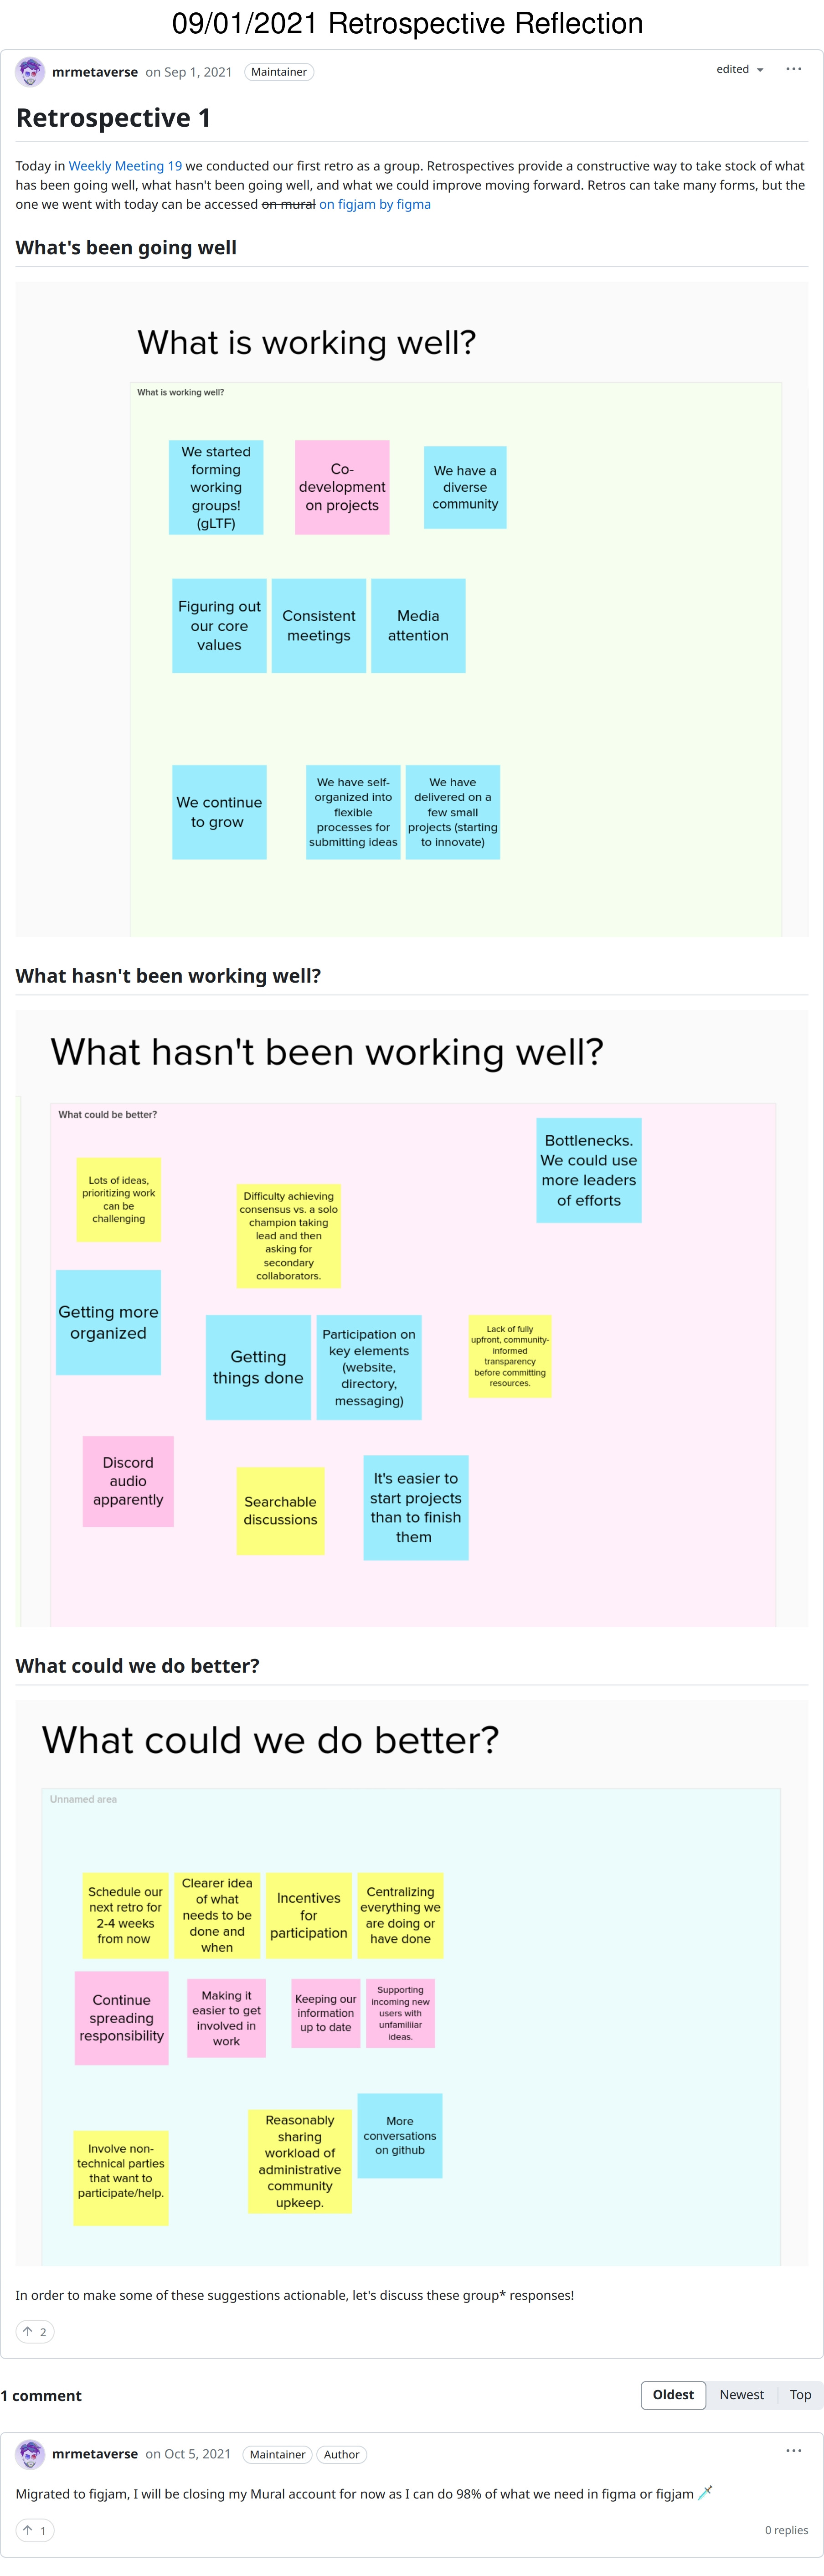 09/01/2021 Retrospective Reflection
mrmetaverse on Sep 1, 2021 Maintainer
edited
Retrospective 1
Today in Weekly Meeting 19 we conducted our first retro as a group. Retrospectives provide a constructive way to take stock of what
has been going well, what hasn't been going well, and what we could improve moving forward. Retros can take many forms, but the
one we went with today can be accessed on mural on figjam by figma
What's been going well
What is working well?
What is working well?
We started
forming
working
groups!
(gLTF)
Co-
development
on projects
We have a
diverse
community
Figuring out
our core
values
Consistent
meetings
Media
attention
We continue
to grow
We have self-
organized into
flexible
processes for
submitting ideas
We have
delivered on a
few small
projects (starting
to innovate)
What hasn't been working well?
What hasn't been working well?
What could be better?
Bottlenecks.
We could use
more leaders
of efforts
Lots of ideas,
prioritizing work
can be
challenging
Difficulty achieving
consensus vs. a solo
champion taking
lead and then
asking for
secondary
collaborators.
Getting more
organized
Getting
things done
Participation on
key elements
(website,
directory,
messaging)
Lack of fully
upfront, community-
informed
transparency
before committing
resources.
Discord
audio
apparently
Searchable
discussions
It's easier to
start projects
than to finish
them
What could we do better?
What could we do better?
Unnamed area
Schedule our
next retro for
2-4 weeks
from now
Clearer idea
of what
needs to be
done and
when
Incentives
for
participation
Centralizing
everything we
are doing or
have done
Continue
spreading
responsibility
Making it
easier to get
involved in
work
Keeping our
information
up to date
Supporting
incoming new
users with
unfamiliiar
ideas.
Involve non-
technical parties
that want to
participate/help.
Reasonably
sharing
workload of
administrative
community
upkeep.
More
conversations
on github
In order to make some of these suggestions actionable, let's discuss these group* responses!
↑ 2
1 comment
Oldest Newest Top
mrmetaverse on Oct 5, 2021 Maintainer Author
Migrated to figjam, I will be closing my Mural account for now as I can do 98% of what we need in figma or figjam 🗡️
↑ 1
0 replies